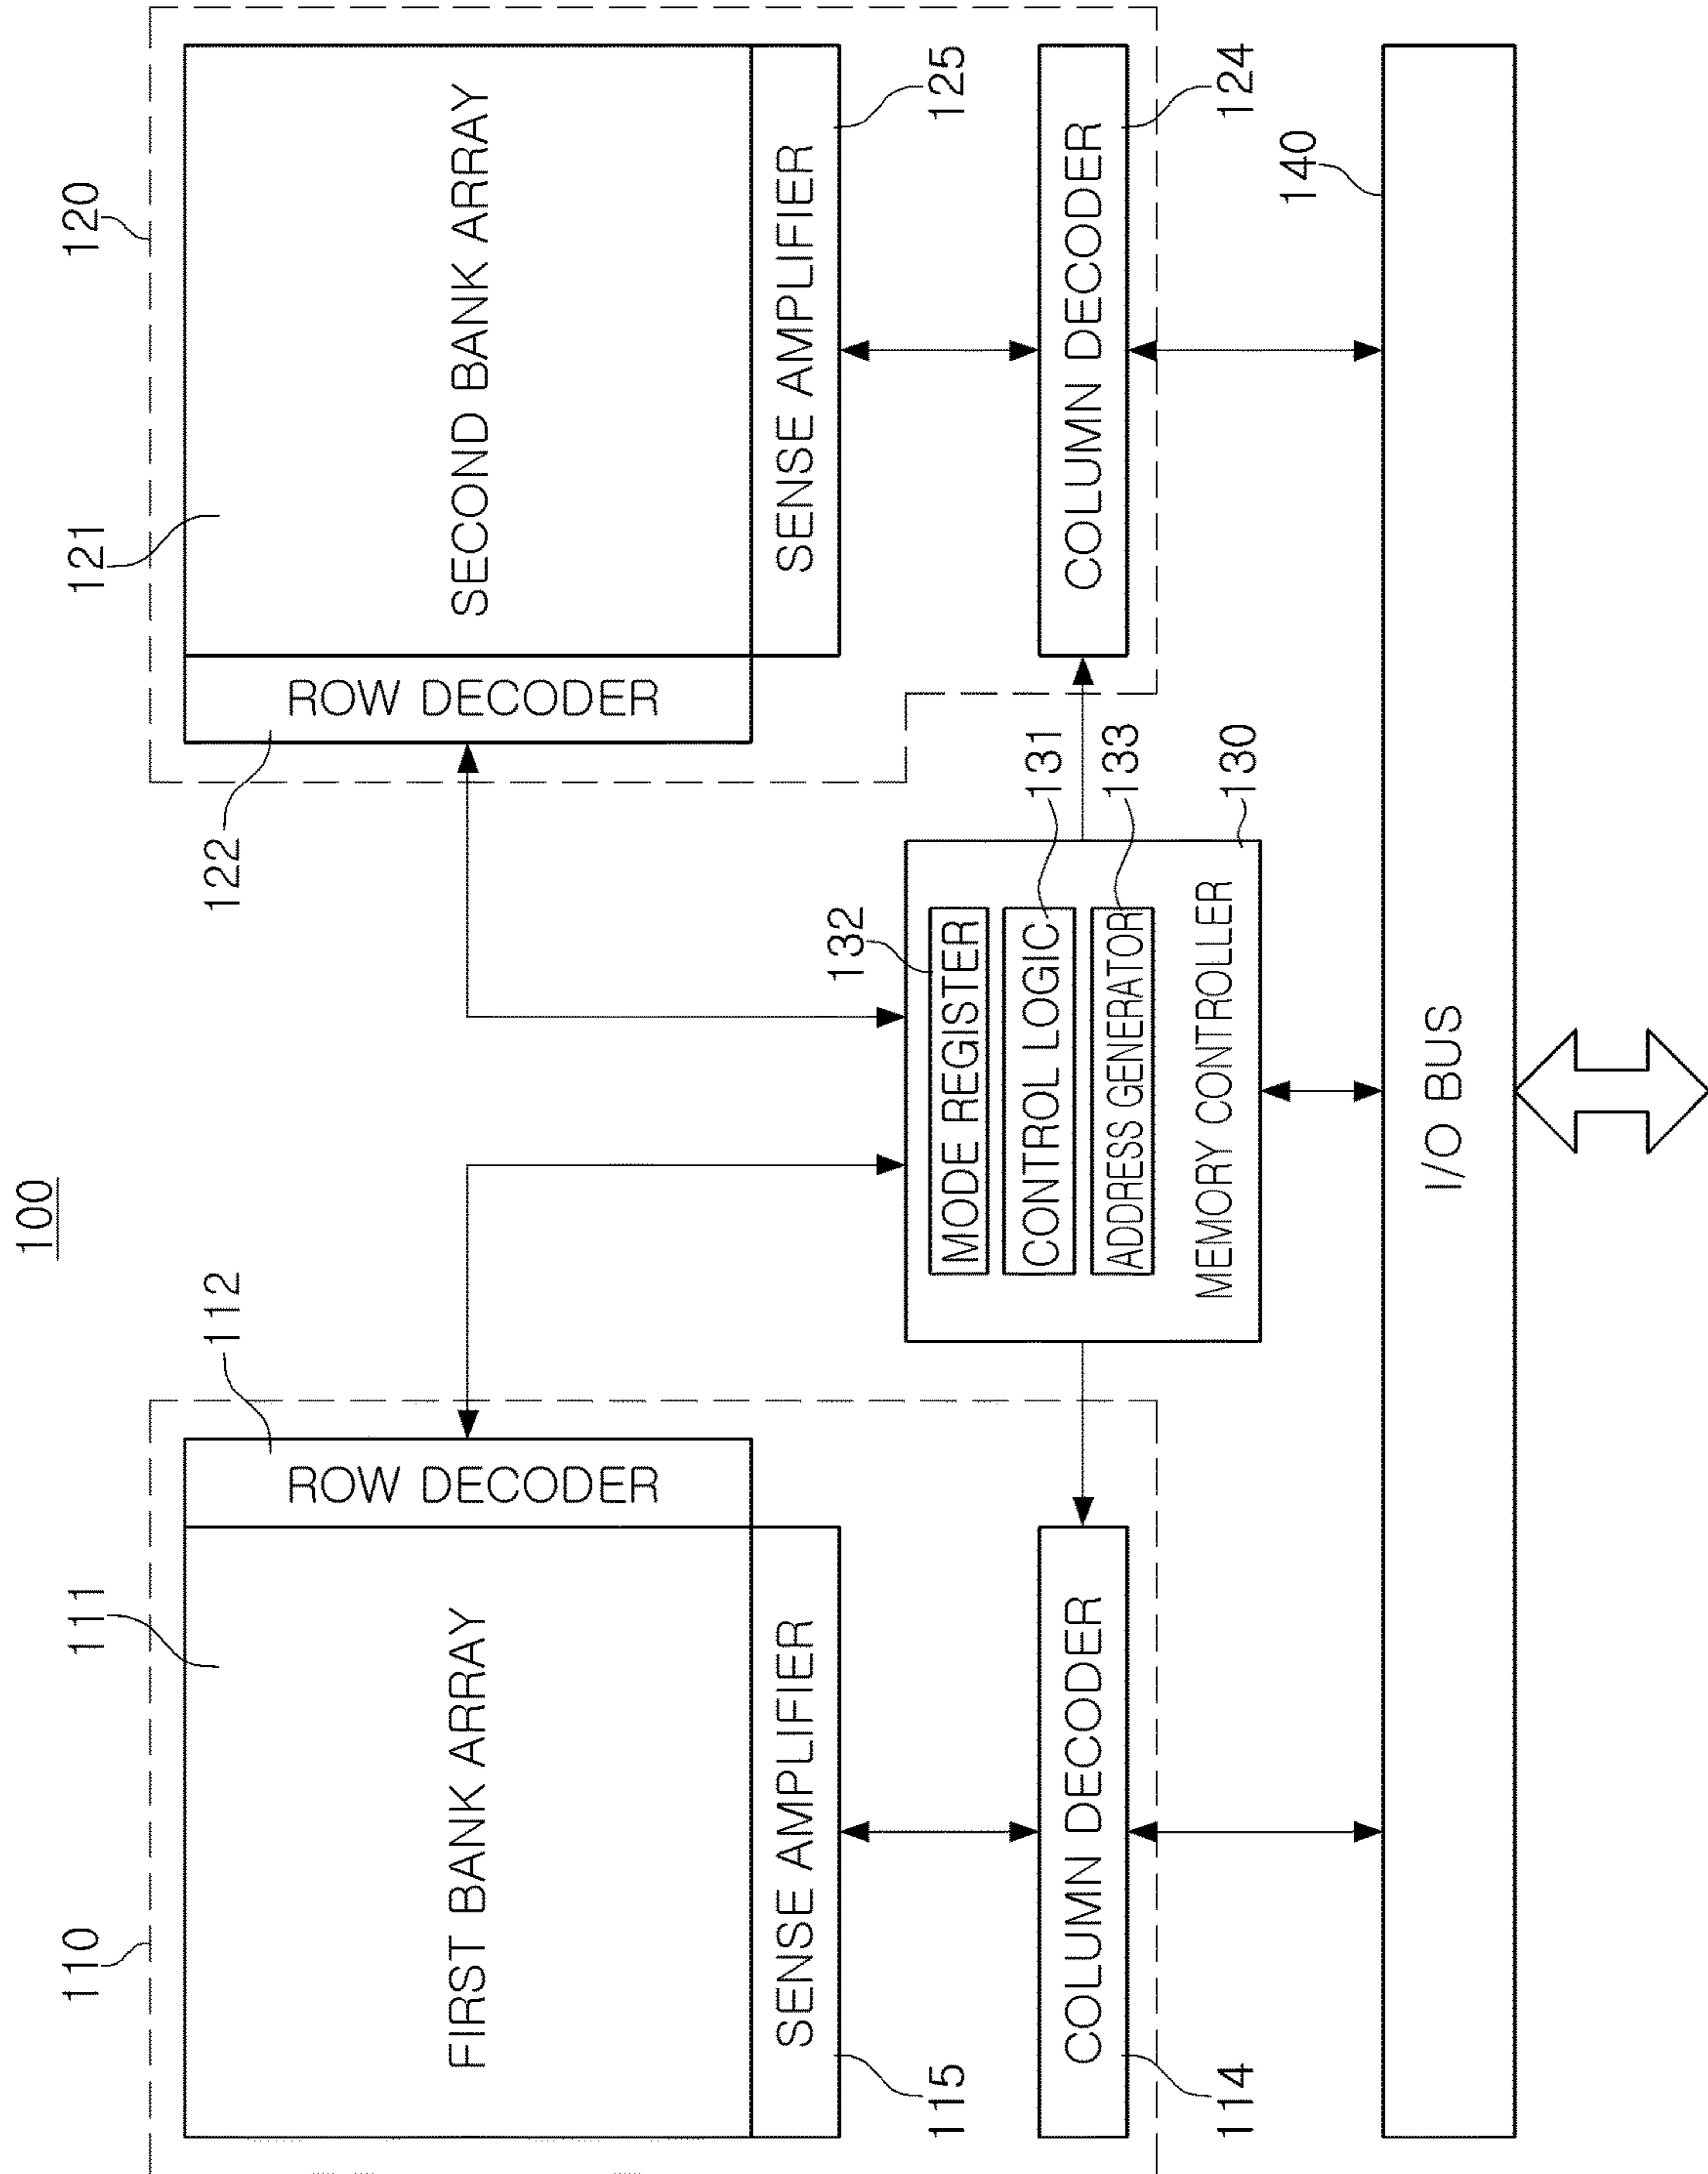 100
110
111
112
120
121
122
FIRST BANK ARRAY
ROW DECODER
ROW DECODER
SECOND BANK ARRAY
SENSE AMPLIFIER
SENSE AMPLIFIER
115
125
132
MODE REGISTER
CONTROL LOGIC
131
ADDRESS GENERATOR
133
MEMORY CONTROLLER
130
COLUMN DECODER
COLUMN DECODER
114
124
140
I/O BUS